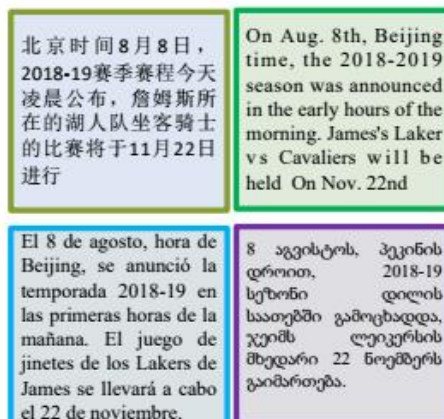 北京时间8月8日，
2018-19赛季赛程今天
凌晨公布，詹姆斯所
在的湖人队坐客骑士
的比赛将于11月22日
进行
On Aug. 8th, Beijing
time, the 2018-2019
season was announced
in the early hours of the
morning. James's Laker
vs Cavaliers will be
held On Nov. 22nd
El 8 de agosto, hora de
Beijing, se anunció la
temporada 2018-19 en
las primeras horas de la
mañana. El juego de
jinetes de los Lakers de
James se llevará a cabo
el 22 de noviembre.
8 აგვისტოს, პეკინის
დროით, 2018-19
სეზონი დილის
საათებში გამოცხადდა,
ჯეიმს ლეიკერსის
მხედარი 22 ნოემბერს
გაიმართება.